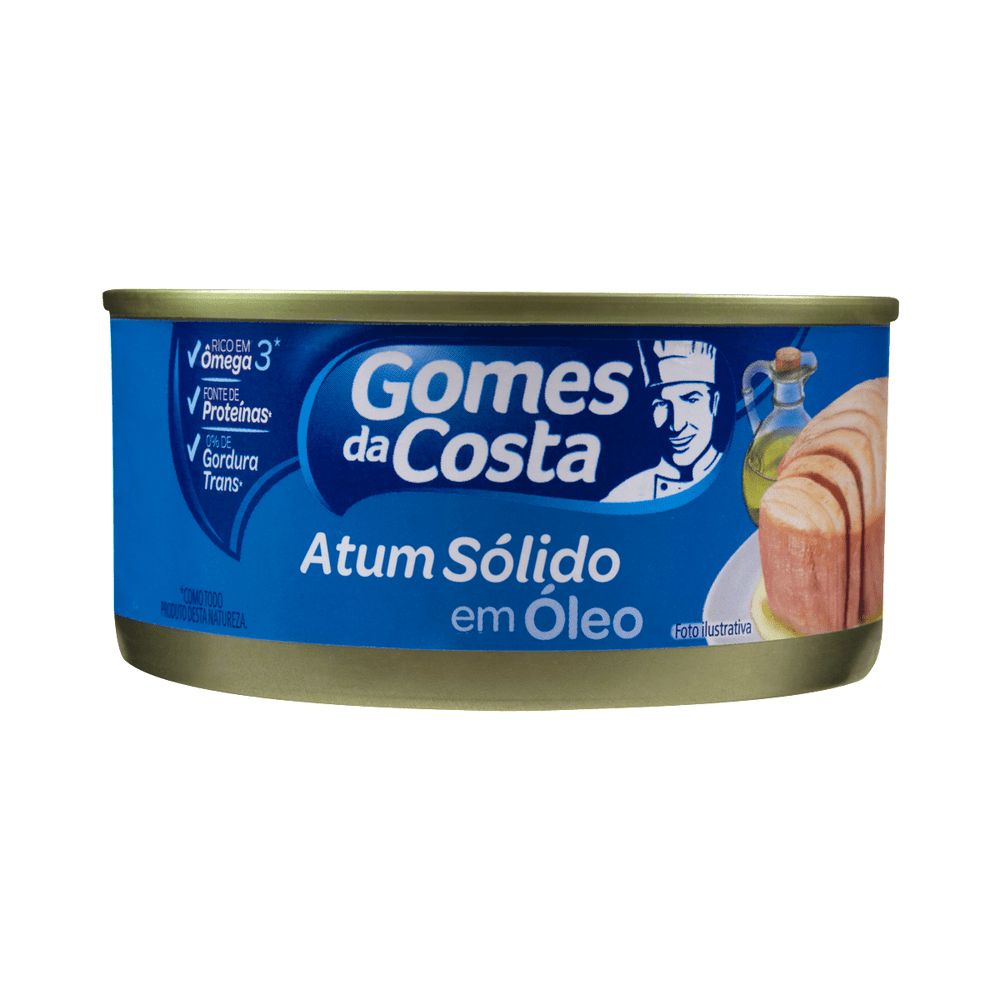 RICO EM
Ômega 3*
FONTE DE
Proteínas*
0% DE
Gordura
Trans*
Gomes
da Costa
Atum Sólido
em Óleo
*COMO TODO
PRODUTO DESTA NATUREZA.
Foto ilustrativa